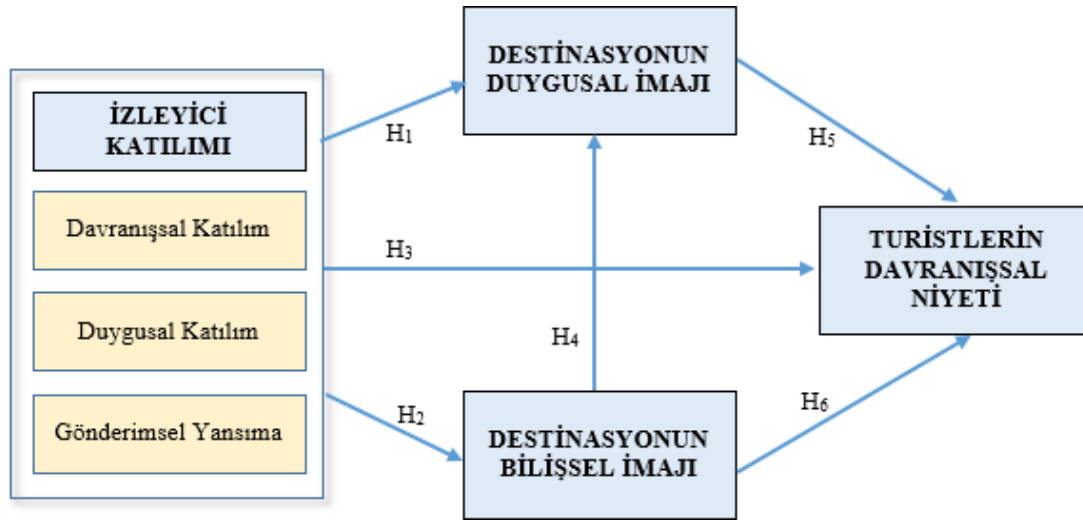 DESTİNASYONUN
DUYGUSAL İMAJI
İZLEYİCİ
KATILIMI
H1
H5
Davranışsal Katılım
H3
TURİSTLERİN
DAVRANIŞSAL
NİYETİ
Duygusal Katılım
H4
H2
H6
Gönderimsel Yansıma
DESTİNASYONUN
BİLİŞSEL İMAJI